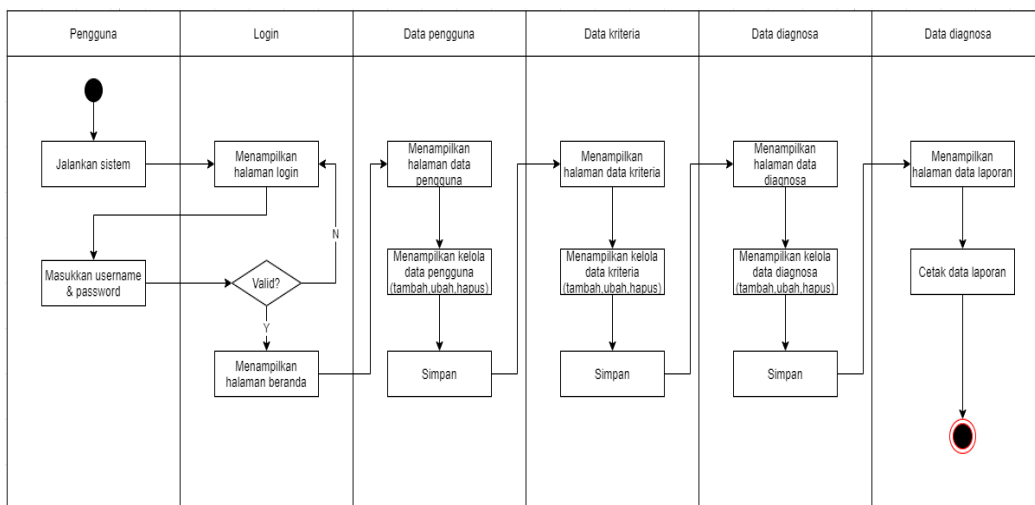 Pengguna
Login
Data pengguna
Data kriteria
Data diagnosa
Data diagnosa
Jalankan sistem
Menampilkan
halaman login
Menampilkan
halaman data
pengguna
Menampilkan
halaman data kriteria
Menampilkan
halaman data
diagnosa
Menampilkan
halaman data laporan
N
Masukkan username
& password
Valid?
Menampilkan kelola
data pengguna
(tambah,ubah,hapus)
Menampilkan kelola
data kriteria
(tambah,ubah,hapus)
Menampilkan kelola
data diagnosa
(tambah,ubah,hapus)
Cetak data laporan
Y
Menampilkan
halaman beranda
Simpan
Simpan
Simpan